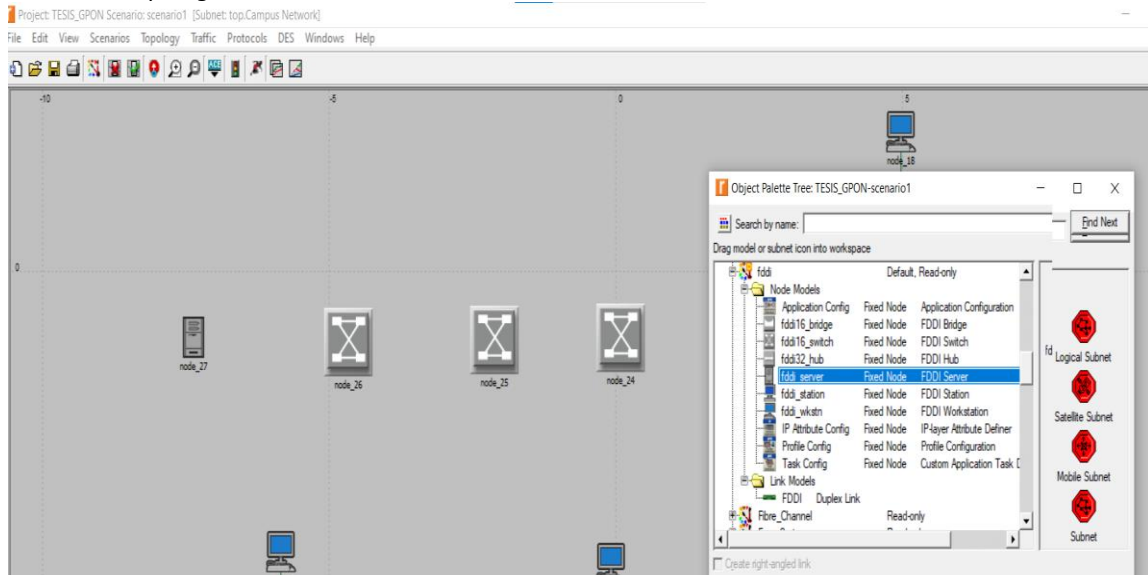 Project: TESIS_GPON Scenario: scenario1 [Subnet: top.Campus Network]
File Edit View Scenarios Topology Traffic Protocols DES Windows Help
-10 -5 0 5
node_18
0
node_27
node_26
node_25
node_24
Object Palette Tree: TESIS_GPON-scenario1
Search by name:
Find Next
Drag model or subnet icon into workspace
fddi Default, Read-only
Node Models
Application Config Fixed Node Application Configuration
fddi16_bridge Fixed Node FDDI Bridge
fddi16_switch Fixed Node FDDI Switch
fddi32_hub Fixed Node FDDI Hub
fddi_server Fixed Node FDDI Server
fddi_station Fixed Node FDDI Station
fddi_wkstn Fixed Node FDDI Workstation
IP Attribute Config Fixed Node IP-layer Attribute Definer
Profile Config Fixed Node Profile Configuration
Task Config Fixed Node Custom Application Task D
Link Models
FDDI Duplex Link
Fibre_Channel Read-only
Create right-angled link
fd
Logical Subnet
Satellite Subnet
Mobile Subnet
Subnet